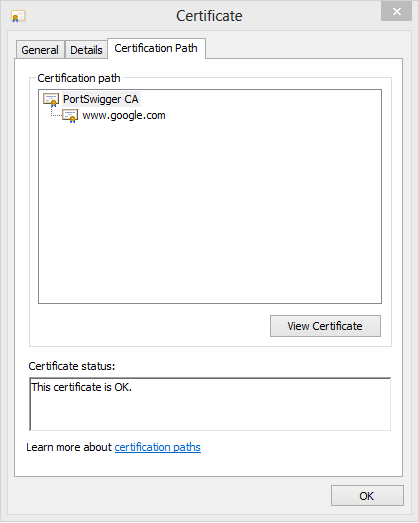 Certificate
General
Details
Certification Path
Certification path
PortSwigger CA
www.google.com
View Certificate
Certificate status:
This certificate is OK.
Learn more about certification paths
OK